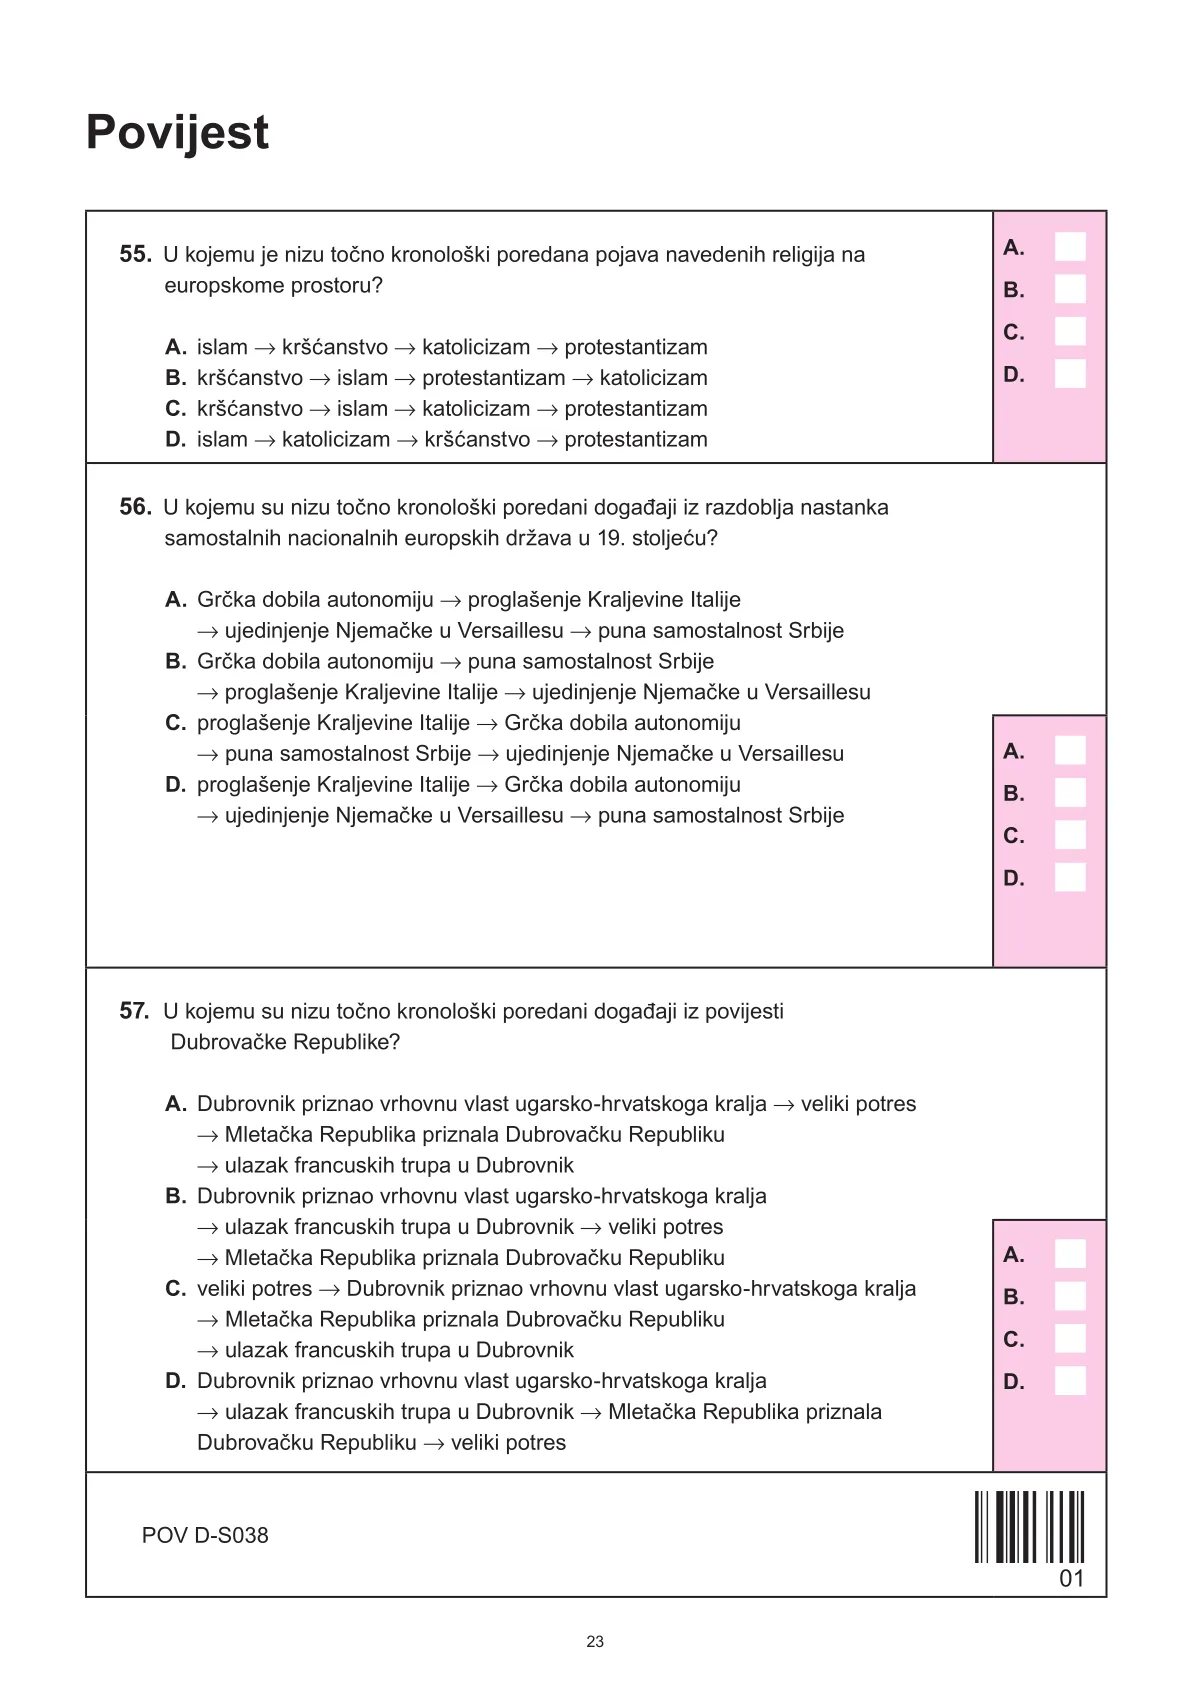 Povijest
55. U kojemu je nizu točno kronološki poredana pojava navedenih religija na
europskome prostoru?
A. islam → kršćanstvo → katolicizam → protestantizam
B. kršćanstvo → islam → protestantizam → katolicizam
C. kršćanstvo → islam → katolicizam → protestantizam
D. islam → katolicizam → kršćanstvo → protestantizam
A.
B.
C.
D.
56. U kojemu su nizu točno kronološki poredani događaji iz razdoblja nastanka
samostalnih nacionalnih europskih država u 19. stoljeću?
A. Grčka dobila autonomiju → proglašenje Kraljevine Italije
→ ujedinjenje Njemačke u Versaillesu → puna samostalnost Srbije
B. Grčka dobila autonomiju → puna samostalnost Srbije
→ proglašenje Kraljevine Italije → ujedinjenje Njemačke u Versaillesu
C. proglašenje Kraljevine Italije → Grčka dobila autonomiju
→ puna samostalnost Srbije → ujedinjenje Njemačke u Versaillesu
D. proglašenje Kraljevine Italije → Grčka dobila autonomiju
→ ujedinjenje Njemačke u Versaillesu → puna samostalnost Srbije
A.
B.
C.
D.
57. U kojemu su nizu točno kronološki poredani događaji iz povijesti
Dubrovačke Republike?
A. Dubrovnik priznao vrhovnu vlast ugarsko-hrvatskoga kralja → veliki potres
→ Mletačka Republika priznala Dubrovačku Republiku
→ ulazak francuskih trupa u Dubrovnik
B. Dubrovnik priznao vrhovnu vlast ugarsko-hrvatskoga kralja
→ ulazak francuskih trupa u Dubrovnik → veliki potres
→ Mletačka Republika priznala Dubrovačku Republiku
C. veliki potres → Dubrovnik priznao vrhovnu vlast ugarsko-hrvatskoga kralja
→ Mletačka Republika priznala Dubrovačku Republiku
→ ulazak francuskih trupa u Dubrovnik
D. Dubrovnik priznao vrhovnu vlast ugarsko-hrvatskoga kralja
→ ulazak francuskih trupa u Dubrovnik → Mletačka Republika priznala
Dubrovačku Republiku → veliki potres
A.
B.
C.
D.
POV D-S038
01
23